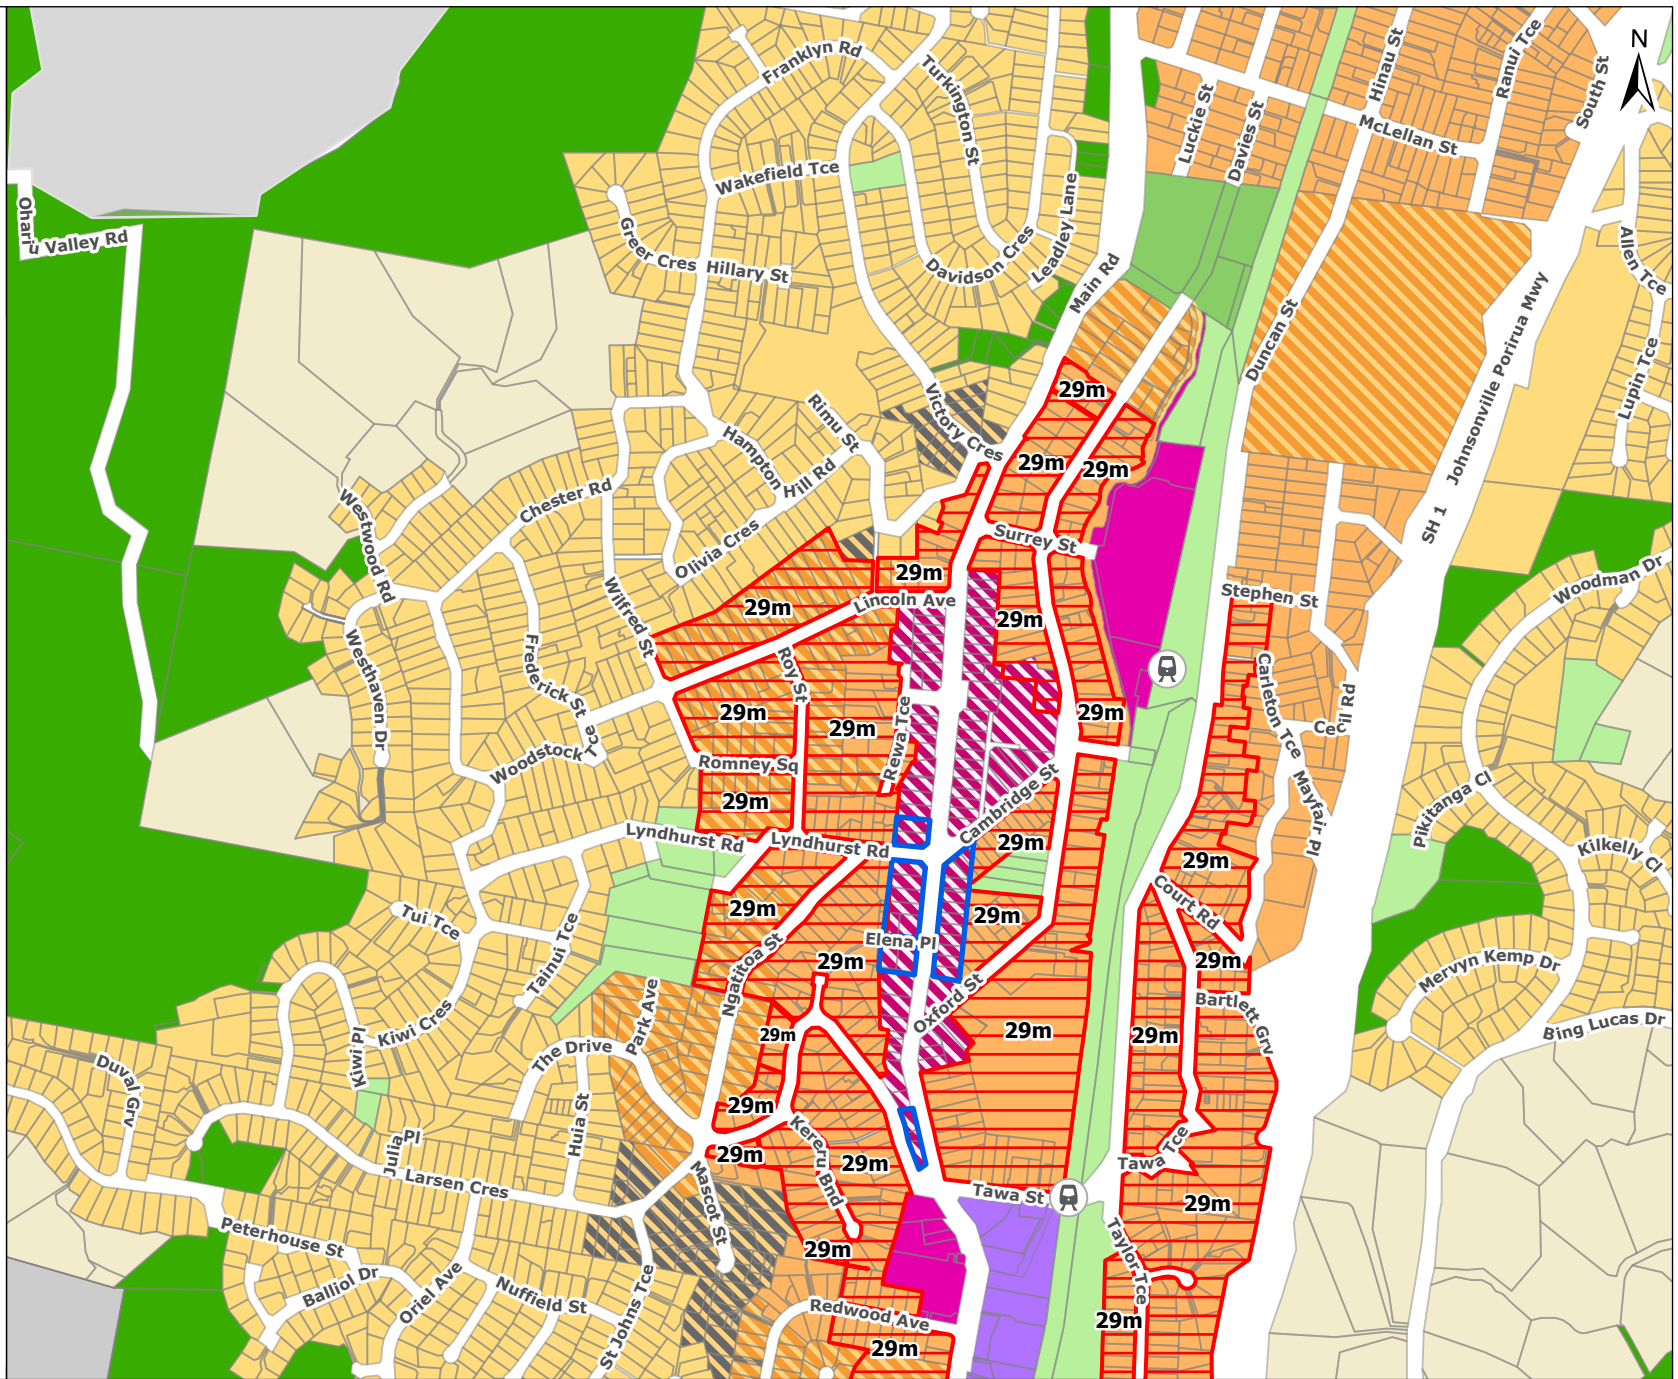 Franklyn Rd
Turkington St
Hinau St
Ranui Tce
South St
N
Luckie St
Davies St
McLellan St
Wakefield Tce
Leadley Lane
Ohariu Valley Rd
Greer Cres
Hillary St
Davidson Cres
Main Rd
Allen Tce
Duncan St
SH 1 Johnsonville Porirua Mwy
Lupin Tce
29m
Rimu St
Victory Cres
Hampton Hill Rd
29m
29m
Chester Rd
Westwood Rd
Olivia Cres
Surrey St
29m
Woodman Dr
Stephen St
Lincoln Ave
29m
29m
Wilfred St
Westhaven Dr
Frederick St
Roy St
Carleton Tce
Cecil Rd
29m
29m
29m
Rewa Tce
Woodstock Tce
Romney Sq
29m
Cambridge St
Mayfair Pl
Pikitanga Cl
Lyndhurst Rd
Lyndhurst Rd
29m
29m
Kilkelly Cl
Court Rd
29m
29m
Tui Tce
Tainui Tce
Elena Pl
29m
Ngatitoa St
29m
Mervyn Kemp Dr
Park Ave
Oxford St
Bartlett Grv
Kiwi Cres
Kiwi Pl
29m
29m
29m
Bing Lucas Dr
The Drive
Duval Grv
29m
Huia St
Kereru Bnd
Julia Pl
29m
29m
Tawa Tce
Larsen Cres
Mascot St
Tawa St
29m
Peterhouse St
29m
Taylor Tce
Balliol Dr
Oriel Ave
Nuffield St
St Johns Tce
Redwood Ave
29m
29m